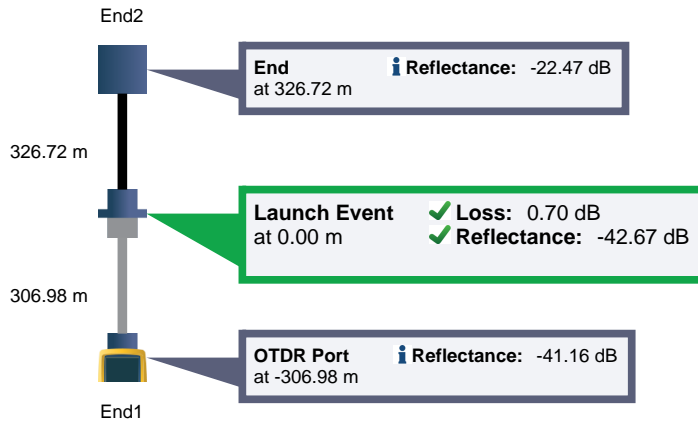 End2
End Reflectance: -22.47 dB
at 326.72 m
326.72 m
Launch Event Loss: 0.70 dB
at 0.00 m Reflectance: -42.67 dB
306.98 m
OTDR Port Reflectance: -41.16 dB
at -306.98 m
End1